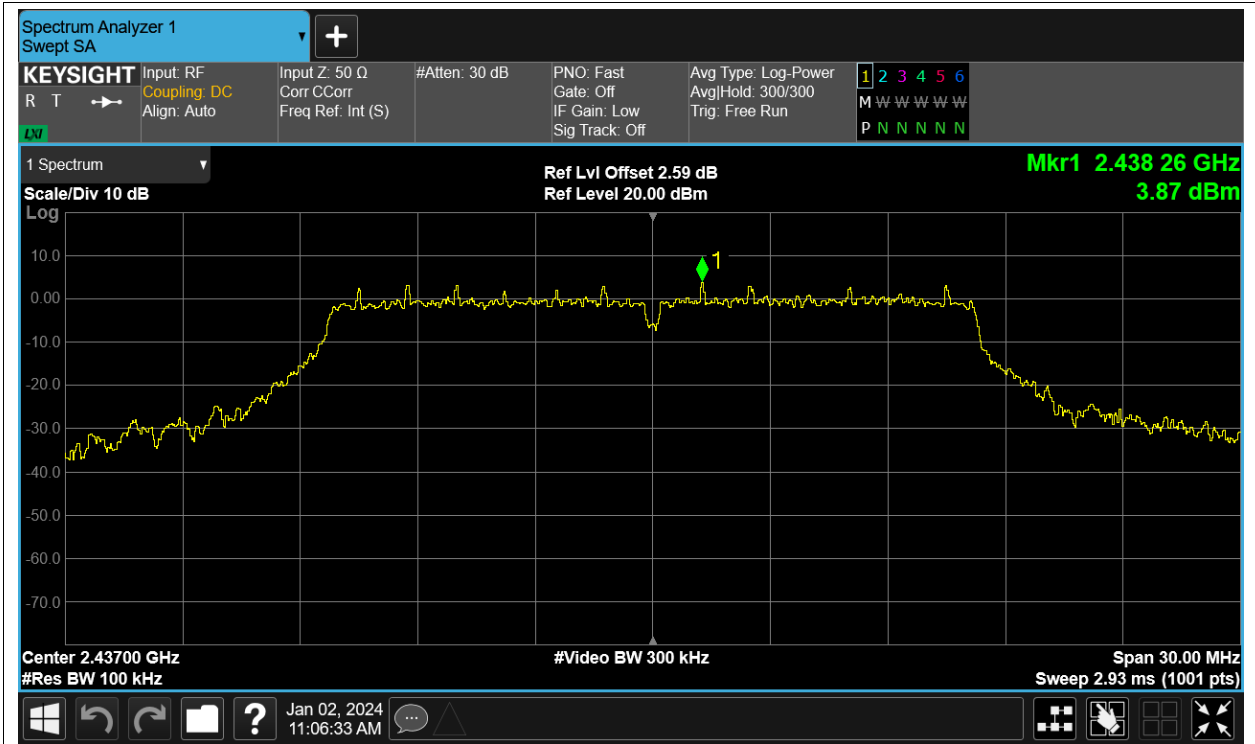 Spectrum Analyzer 1
Swept SA
KEYSIGHT
R T
LXI
Input: RF
Coupling: DC
Align: Auto
Input Z: 50 Ω
Corr CCorr
Freq Ref: Int (S)
#Atten: 30 dB
PNO: Fast
Gate: Off
IF Gain: Low
Sig Track: Off
Avg Type: Log-Power
Avg|Hold: 300/300
Trig: Free Run
1 2 3 4 5 6
M W W W W W
P N N N N N
1 Spectrum
Scale/Div 10 dB
Log
Ref Lvl Offset 2.59 dB
Ref Level 20.00 dBm
Mkr1 2.438 26 GHz
3.87 dBm
10.0
0.00
-10.0
-20.0
-30.0
-40.0
-50.0
-60.0
-70.0
1
Center 2.43700 GHz
#Res BW 100 kHz
#Video BW 300 kHz
Span 30.00 MHz
Sweep 2.93 ms (1001 pts)
?
Jan 02, 2024
11:06:33 AM